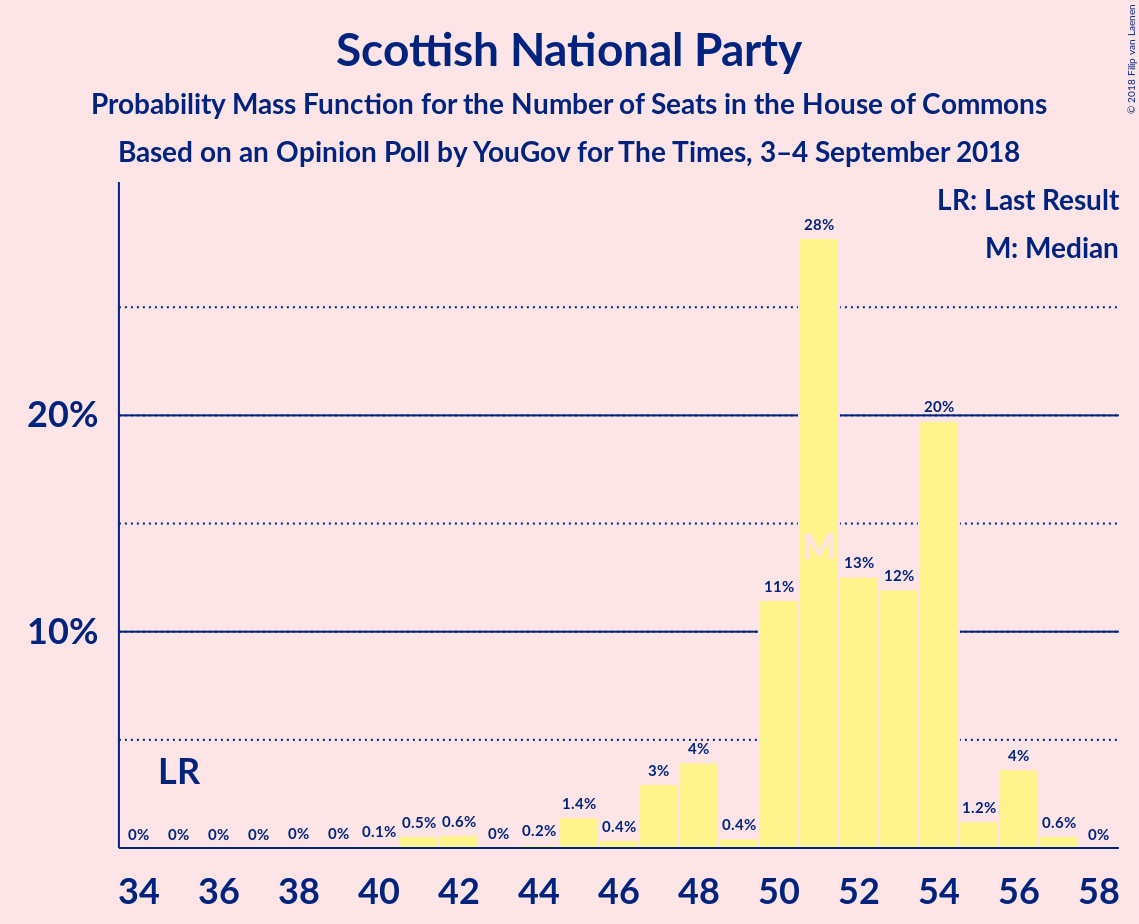 Scottish National Party
Probability Mass Function for the Number of Seats in the House of Commons
Based on an Opinion Poll by YouGov for The Times, 3–4 September 2018
© 2018 Filip van Laenen
LR: Last Result
M: Median
28%
20%
20%
M
13%
12%
11%
10%
4%
LR
3%
4%
1.4%
1.2%
0% 0% 0% 0% 0% 0% 0.1% 0.5% 0.6% 0% 0.2% 0.4% 0.4% 0.6% 0%
34 36 38 40 42 44 46 48 50 52 54 56 58